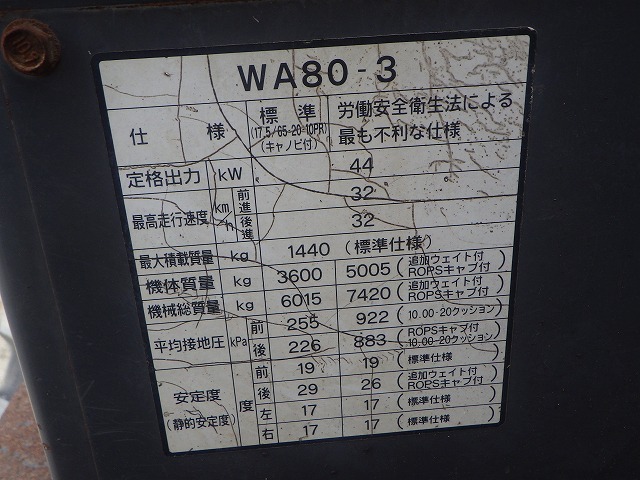 WA80-3
仕 様 標 準 (17.5/65-20-10PR) (キャノピ付) 労働安全衛生法による 最も不利な仕様
定格出力 kW 44
最高走行速度 km/h 前進 32
後進 32
最大積載質量 kg 1440 (標準仕様)
機体質量 kg 3600 5005 (追加ウェイト付 ROPSキャブ付)
機械総質量 kg 6015 7420 (追加ウェイト付 ROPSキャブ付)
平均接地圧 kPa 前 255 922 (10.00-20クッション)
後 226 883 (ROPSキャブ付 10.00-20クッション)
安定度 (静的安定度) 度 前 19 19 (標準仕様)
後 29 26 (追加ウェイト付 ROPSキャブ付)
左 17 17 (標準仕様)
右 17 17 (標準仕様)